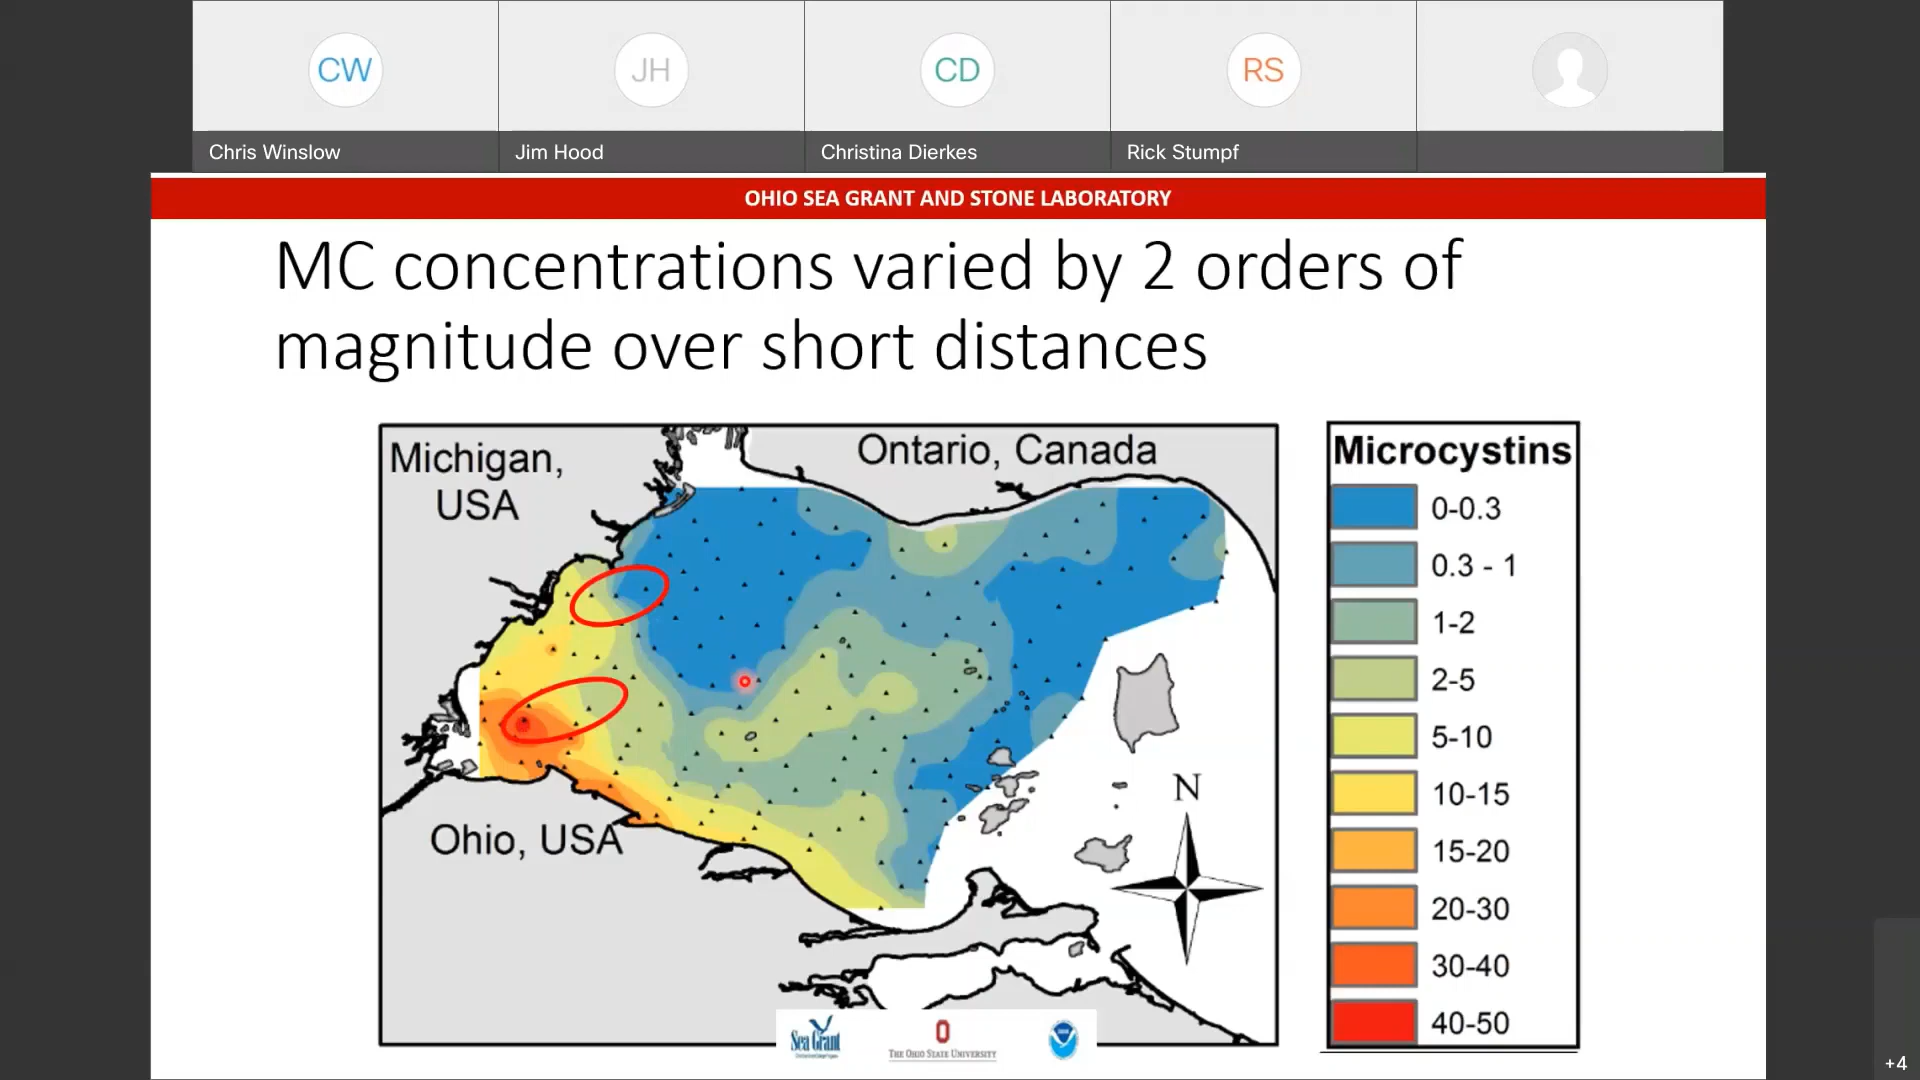 CW
JH
CD
RS
Chris Winslow
Jim Hood
Christina Dierkes
Rick Stumpf
OHIO SEA GRANT AND STONE LABORATORY
MC concentrations varied by 2 orders of
magnitude over short distances
Michigan,
USA
Ontario, Canada
Ohio, USA
N
Microcystins
0-0.3
0.3 - 1
1-2
2-5
5-10
10-15
15-20
20-30
30-40
40-50
Sea Grant
THE OHIO STATE UNIVERSITY
+4